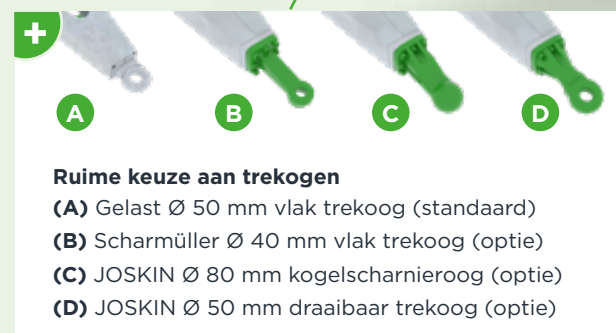 A
B
C
D
Ruime keuze aan trekogen
(A) Gelast Ø 50 mm vlak trekoog (standaard)
(B) Scharmüller Ø 40 mm vlak trekoog (optie)
(C) JOSKIN Ø 80 mm kogelscharnieroog (optie)
(D) JOSKIN Ø 50 mm draaibaar trekoog (optie)